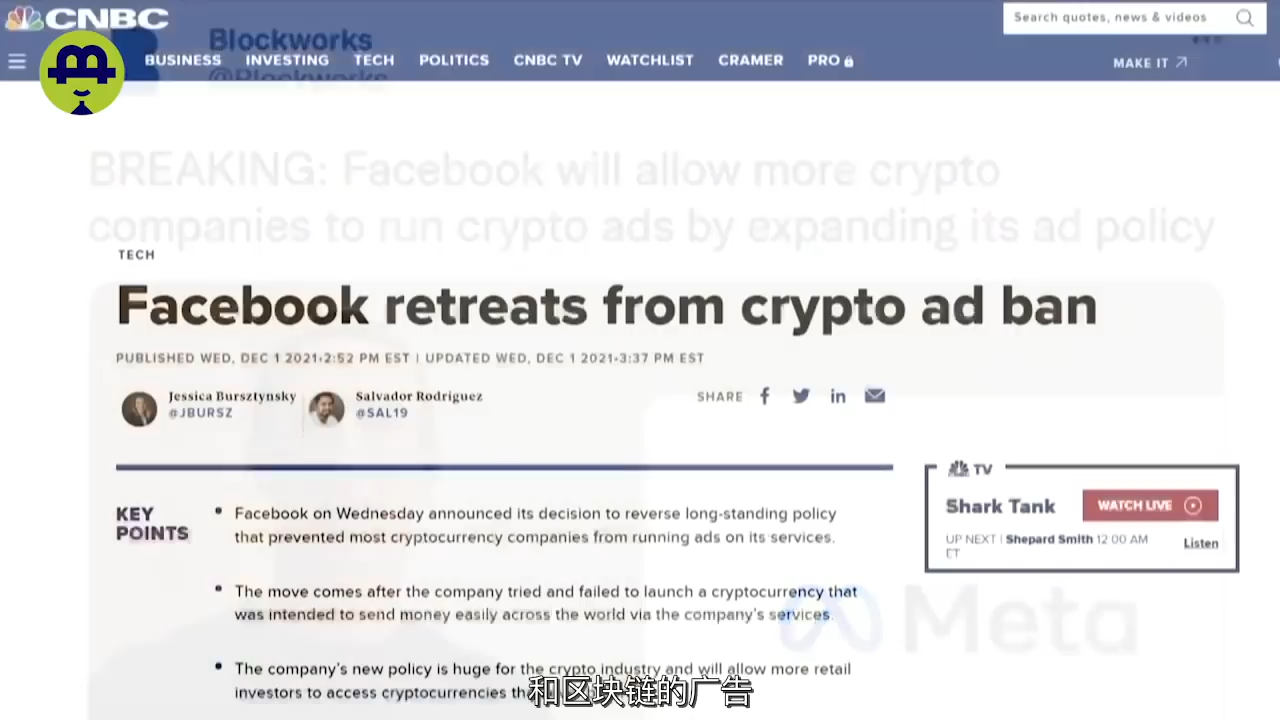 CNBC
Search quotes, news & videos
Blockworks
@Blockworks
BUSINESS INVESTING TECH POLITICS CNBC TV WATCHLIST CRAMER PRO
MAKE IT
BREAKING: Facebook will allow more crypto
companies to run crypto ads by expanding its ad policy
TECH
Facebook retreats from crypto ad ban
PUBLISHED WED, DEC 1 2021•2:52 PM EST | UPDATED WED, DEC 1 2021•3:37 PM EST
Jessica Bursztynsky
@JBURSZ
Salvador Rodriguez
@SAL19
SHARE
KEY
POINTS
• Facebook on Wednesday announced its decision to reverse long-standing policy
that prevented most cryptocurrency companies from running ads on its services.
• The move comes after the company tried and failed to launch a cryptocurrency that
was intended to send money easily across the world via the company's services.
• The company's new policy is huge for the crypto industry and will allow more retail
investors to access cryptocurrencies
TV
Shark Tank
WATCH LIVE
UP NEXT | Shepard Smith 12:00 AM
ET
Listen
Meta
和区块链的广告